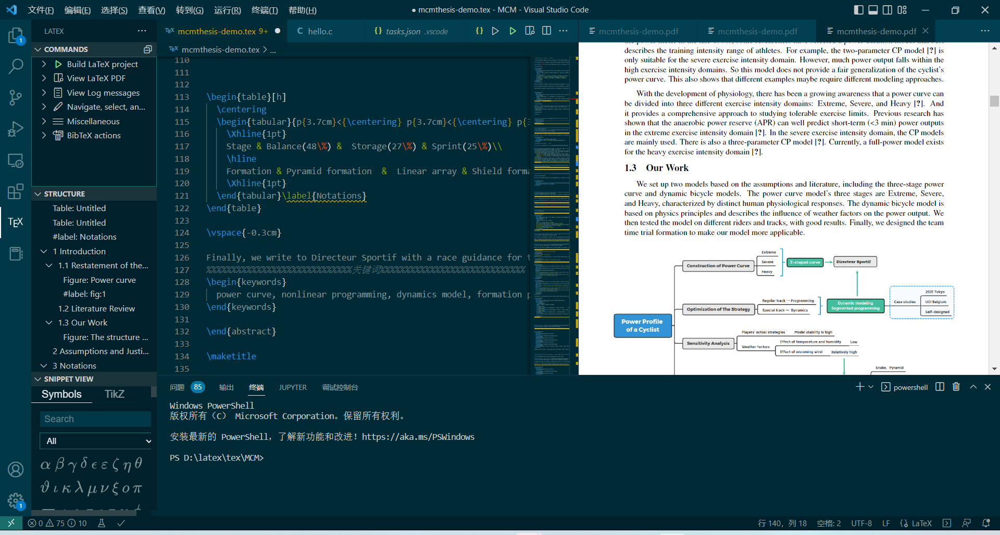 文件(F) 编辑(E) 选择(S) 查看(V) 转到(G) 运行(R) 终端(T) 帮助(H)
● mcmthesis-demo.tex - MCM - Visual Studio Code
LATEX
COMMANDS
Build LaTeX project
View LaTeX PDF
View Log messages
Navigate, select, an...
Miscellaneous
BibTeX actions
STRUCTURE
Table: Untitled
Table: Untitled
#label: Notations
1 Introduction
1.1 Restatement of the...
Figure: Power curve
#label: fig:1
1.2 Literature Review
1.3 Our Work
Figure: The structure ...
2 Assumptions and Justi...
3 Notations
SNIPPET VIEW
Symbols TikZ
Search
All
α β γ δ ϵ ε ζ η θ
ϑ ι κ λ μ ν ξ ο π
1
TEX
1
TEX mcmthesis-demo.tex 9+ ●
C hello.c
{} tasks.json .vscode
{}
TEX mcmthesis-demo.tex > ...
110
111
112
113 \begin{table}[h]
114 \centering
115 \begin{tabular}{p{3.7cm}<{\centering} p{3.7cm}<{\centering} p{3
116 \Xhline{1pt}
117 Stage & Balance(48\%) & Storage(27\%) & Sprint(25\%)\\
118 \hline
119 Formation & Pyramid formation & Linear array & Shield forma
120 \Xhline{1pt}
121 \end{tabular}\label{Notations}
122 \end{table}
123
124 \vspace{-0.3cm}
125
126 Finally, we write to Directeur Sportif with a race guidance for t
127 %%%%%%%%%%%%%%%%%%%%%%%%%%%%%关键词%%%%%%%%%%%%%%%%%%%%%%%%%%%%%
128 \begin{keywords}
129 power curve, nonlinear programming, dynamics model, formation p
130 \end{keywords}
131
132 \end{abstract}
133
134 \maketitle
135
mcmthesis-demo.pdf
mcmthesis-demo.pdf
mcmthesis-demo.pdf
describes the training intensity range of athletes. For example, the two-parameter CP model [?] is
only suitable for the severe exercise intensity domain. However, much power output falls within the
high exercise intensity domains. So this model does not provide a fair generalization of the cyclist's
power curve. This also shows that different examples maybe require different modeling approaches.
With the development of physiology, there has been a growing awareness that a power curve can
be divided into three different exercise intensity domains: Extreme, Severe, and Heavy [?]. And
it provides a comprehensive approach to studying tolerable exercise limits. Previous research has
shown that the anaerobic power reserve (APR) can well predict short-term (<3 min) power outputs
in the extreme exercise intensity domain [?]. In the severe exercise intensity domain, the CP models
are mainly used. There is also a three-parameter CP model [?]. Currently, a full-power model exists
for the heavy exercise intensity domain [?].
1.3 Our Work
We set up two models based on the assumptions and literature, including the three-stage power
curve and dynamic bicycle models. The power curve model's three stages are Extreme, Severe,
and Heavy, characterized by distinct human physiological responses. The dynamic bicycle model is
based on physics principles and describes the influence of weather factors on the power output. We
then tested the model on different riders and tracks, with good results. Finally, we designed the team
time trial formation to make our model more applicable.
Power Profile
of a Cyclist
Construction of Power Curve
Extreme
Severe
Heavy
Z-shaped curve
Directeur Sportif
Optimization of The Strategy
Regular track → Programming
Special track → Dynamics
Dynamic modeling
Segmented programming
Case studies
2021 Tokyo
UCI Belgium
Self-designed
Sensitivity Analysis
Players' actual strategies Model stability is high
Weather factors
Effect of temperature and humidity Low
Effect of oncoming wind Relatively high
Snake, Pyramid
问题 85 输出 终端 JUPYTER 调试控制台
powershell
Windows PowerShell
版权所有（C） Microsoft Corporation。保留所有权利。
安装最新的 PowerShell，了解新功能和改进！https://aka.ms/PSWindows
PS D:\latex\tex\MCM>
0 75 10
行 140，列 18 空格: 2 UTF-8 LF {} LaTeX